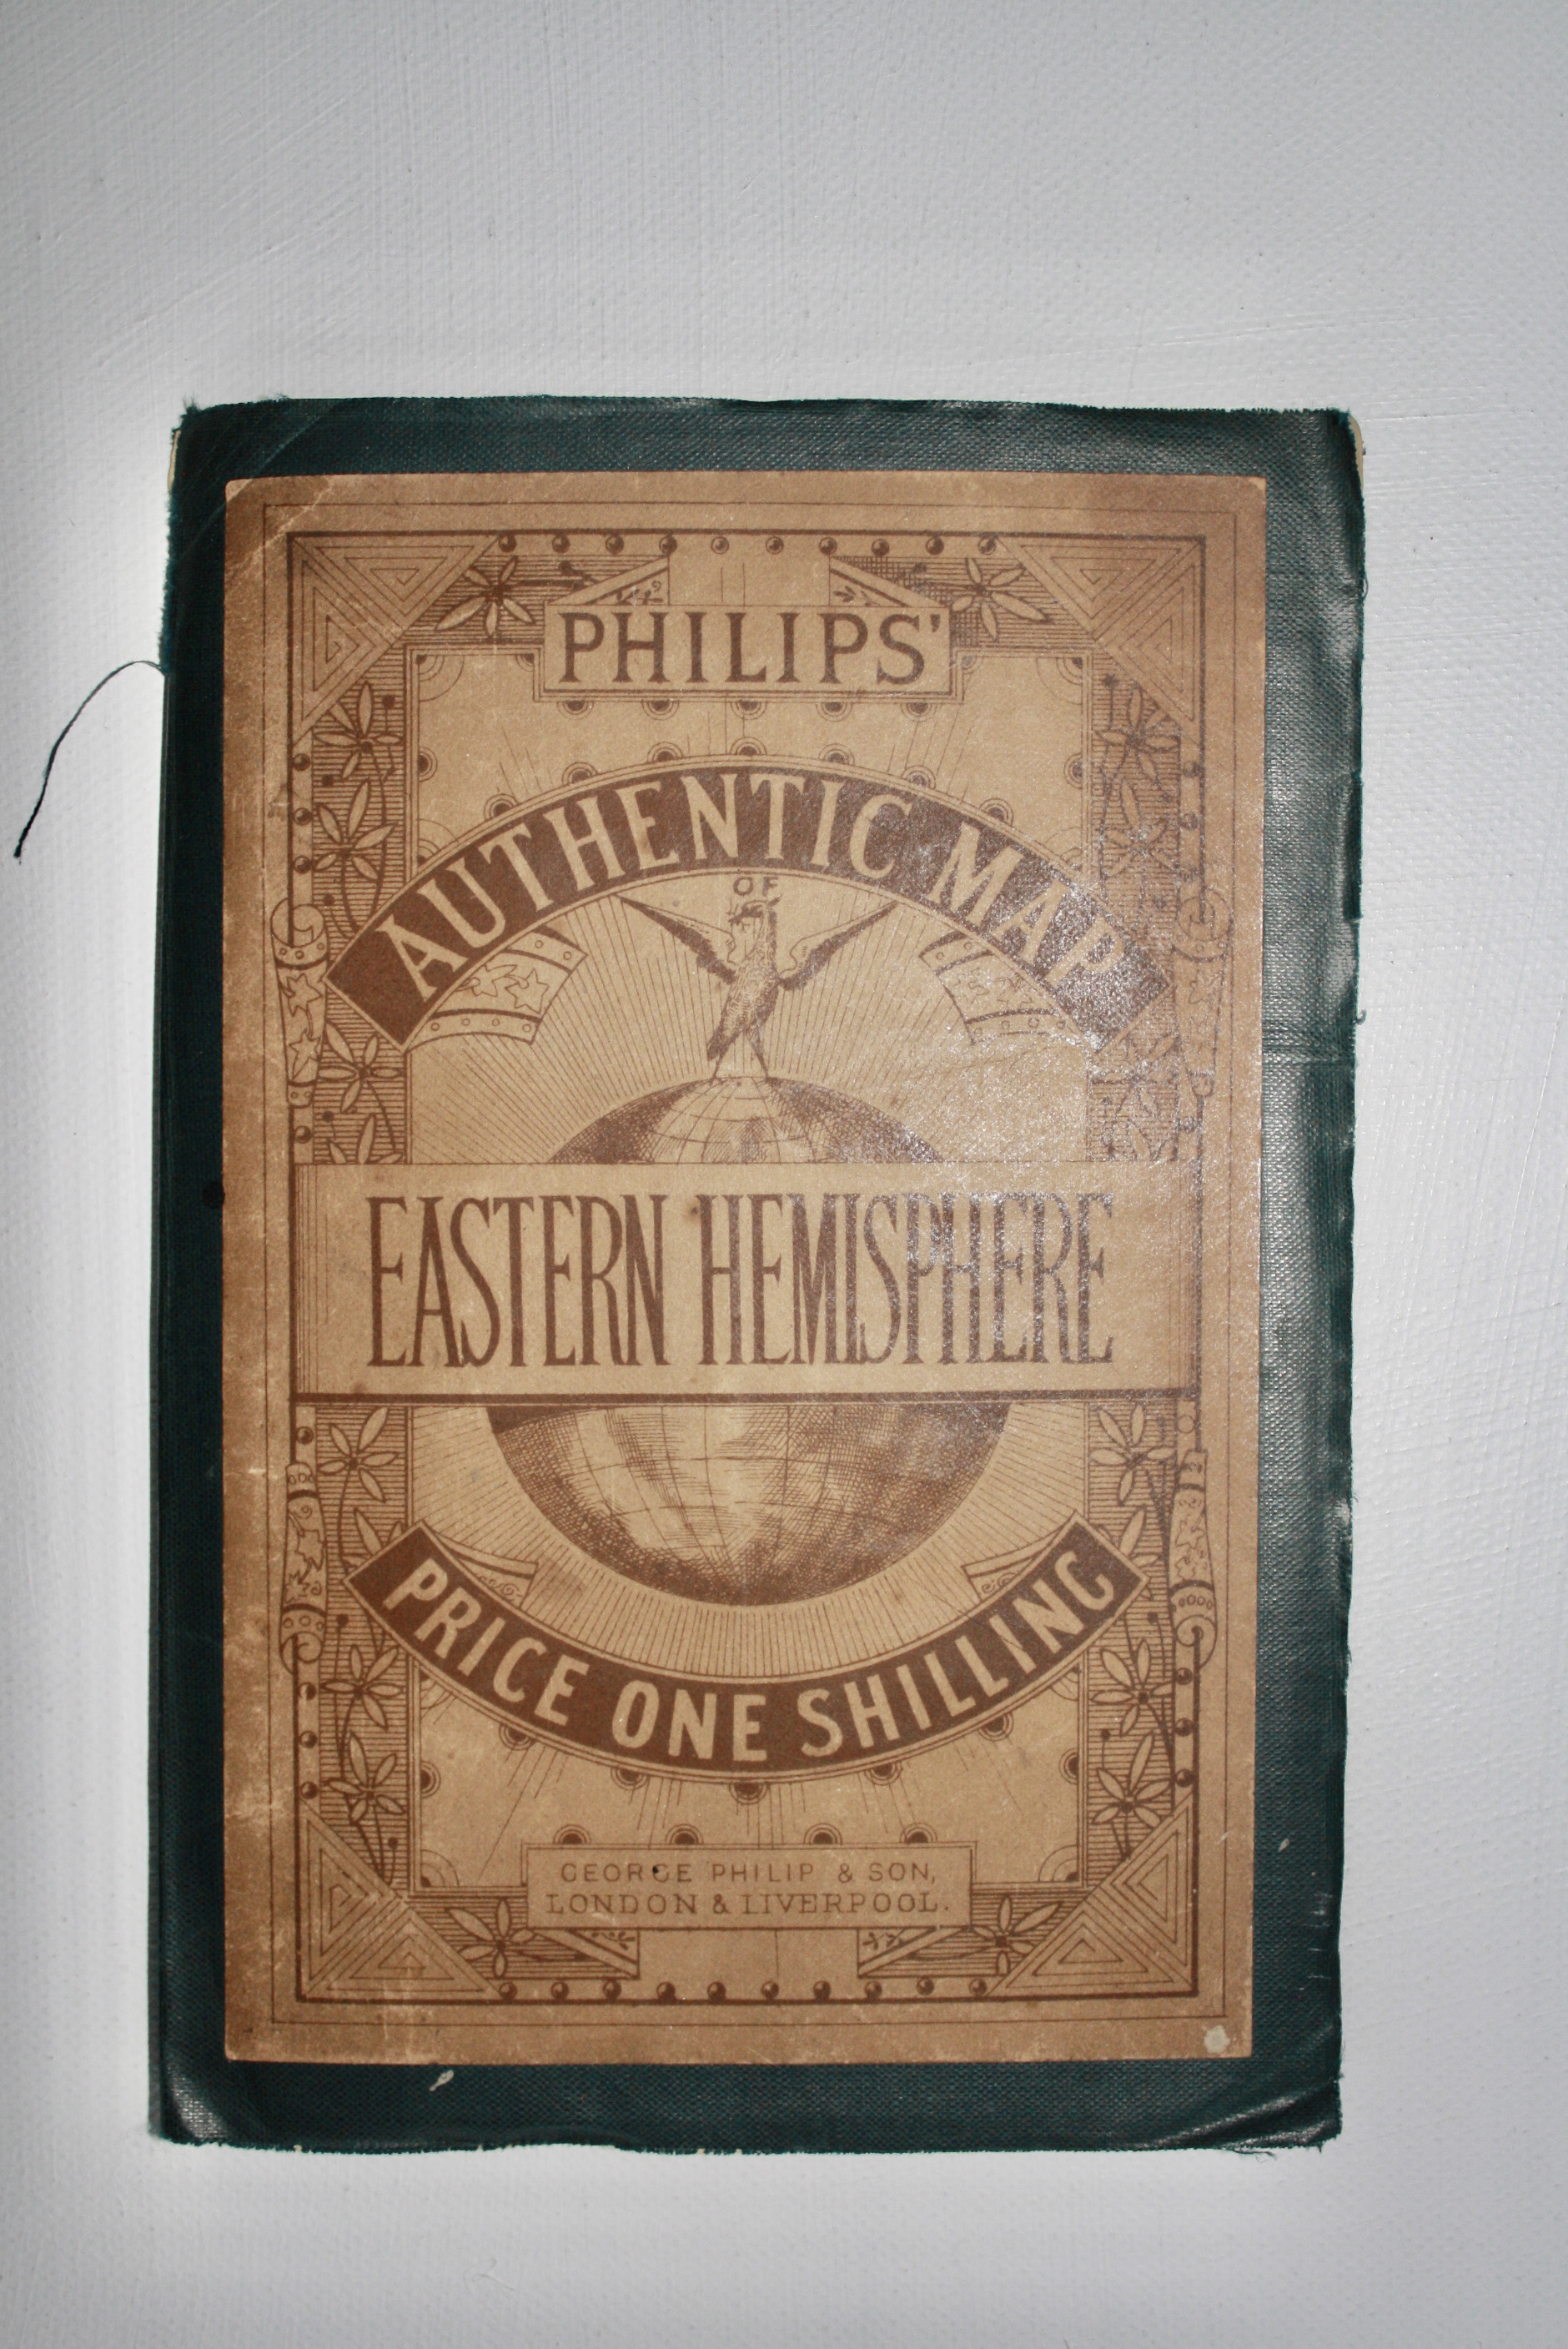 PHILIPS'
AUTHENTIC MAP
OF
EASTERN HEMISPHERE
PRICE ONE SHILLING
GEORGE PHILIP & SON,
LONDON & LIVERPOOL.